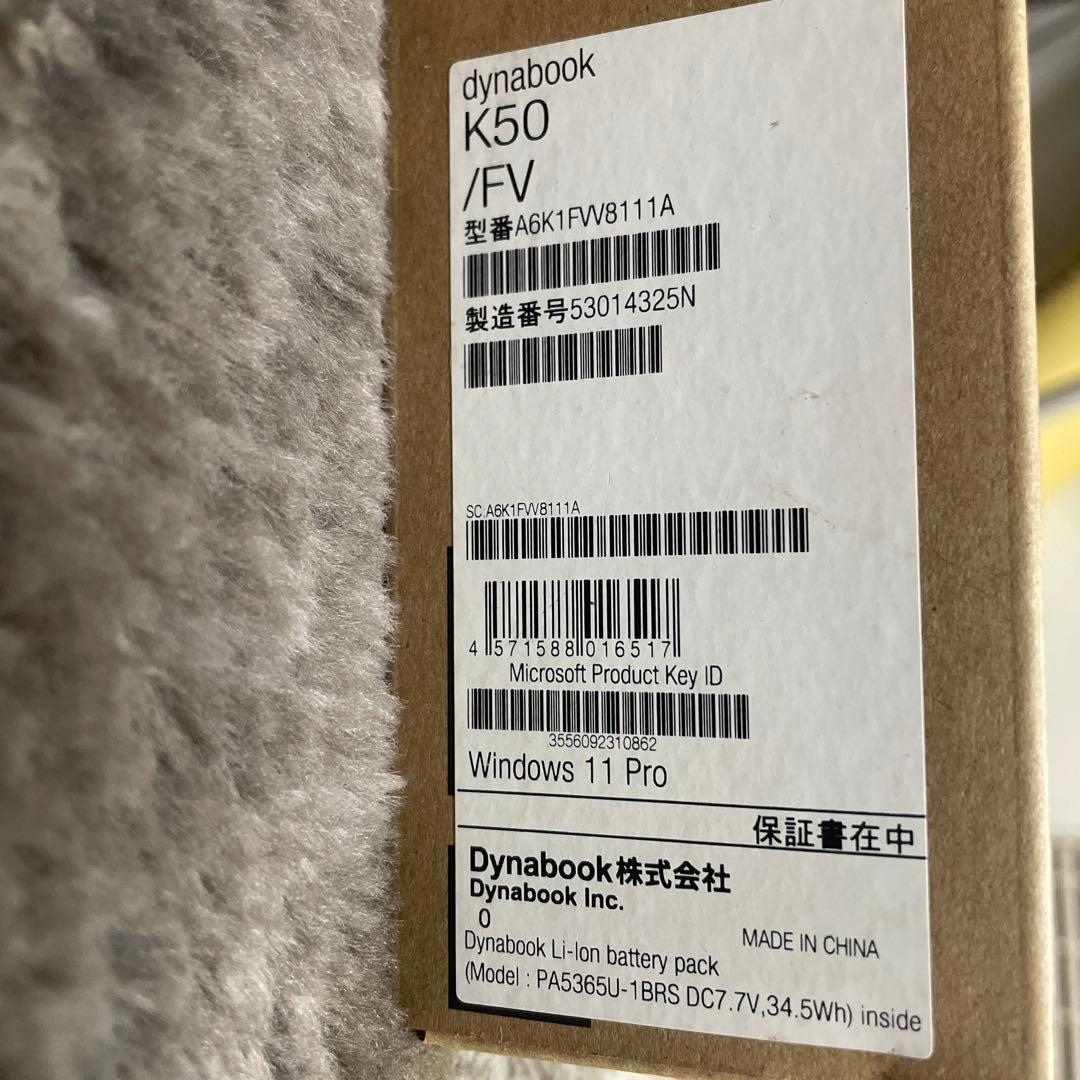 dynabook
K50
/FV
型番A6K1FVV8111A
製造番号53014325N
SC.A6K1FVV8111A
4 571588 016517
Microsoft Product Key ID
3556092310862
Windows 11 Pro
保証書在中
Dynabook株式会社
Dynabook Inc.
0
MADE IN CHINA
Dynabook Li-Ion battery pack
(Model : PA5365U-1BRS DC7.7V,34.5Wh) inside